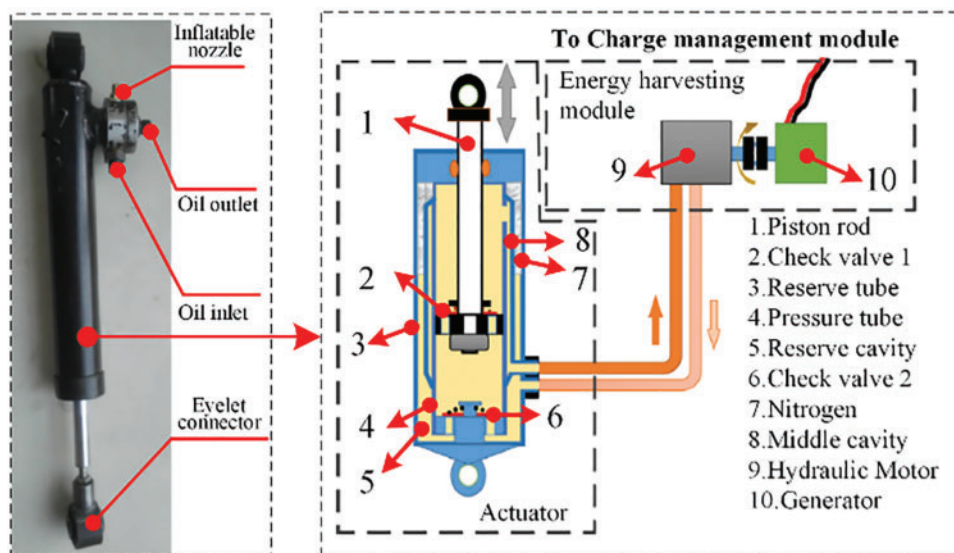 Inflatable
nozzle
Oil outlet
Oil inlet
Eyelet
connector
To Charge management module
Energy harvesting
module
1
2
3
4
5
6
7
8
9
10
Actuator
1.Piston rod
2.Check valve 1
3.Reserve tube
4.Pressure tube
5.Reserve cavity
6.Check valve 2
7.Nitrogen
8.Middle cavity
9.Hydraulic Motor
10.Generator